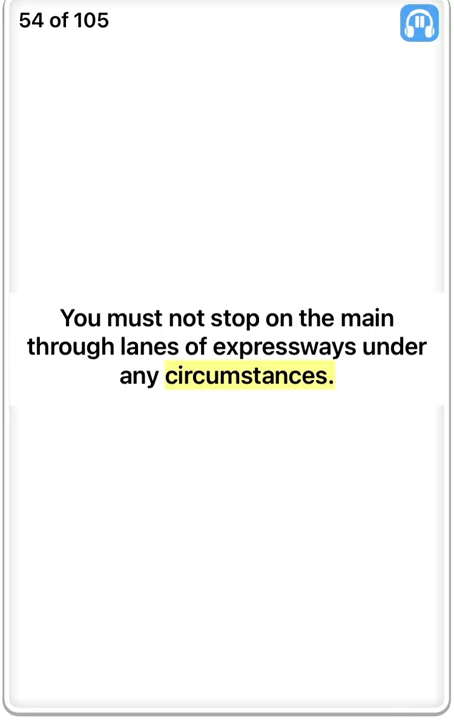 54 of 105
You must not stop on the main
through lanes of expressways under
any circumstances.